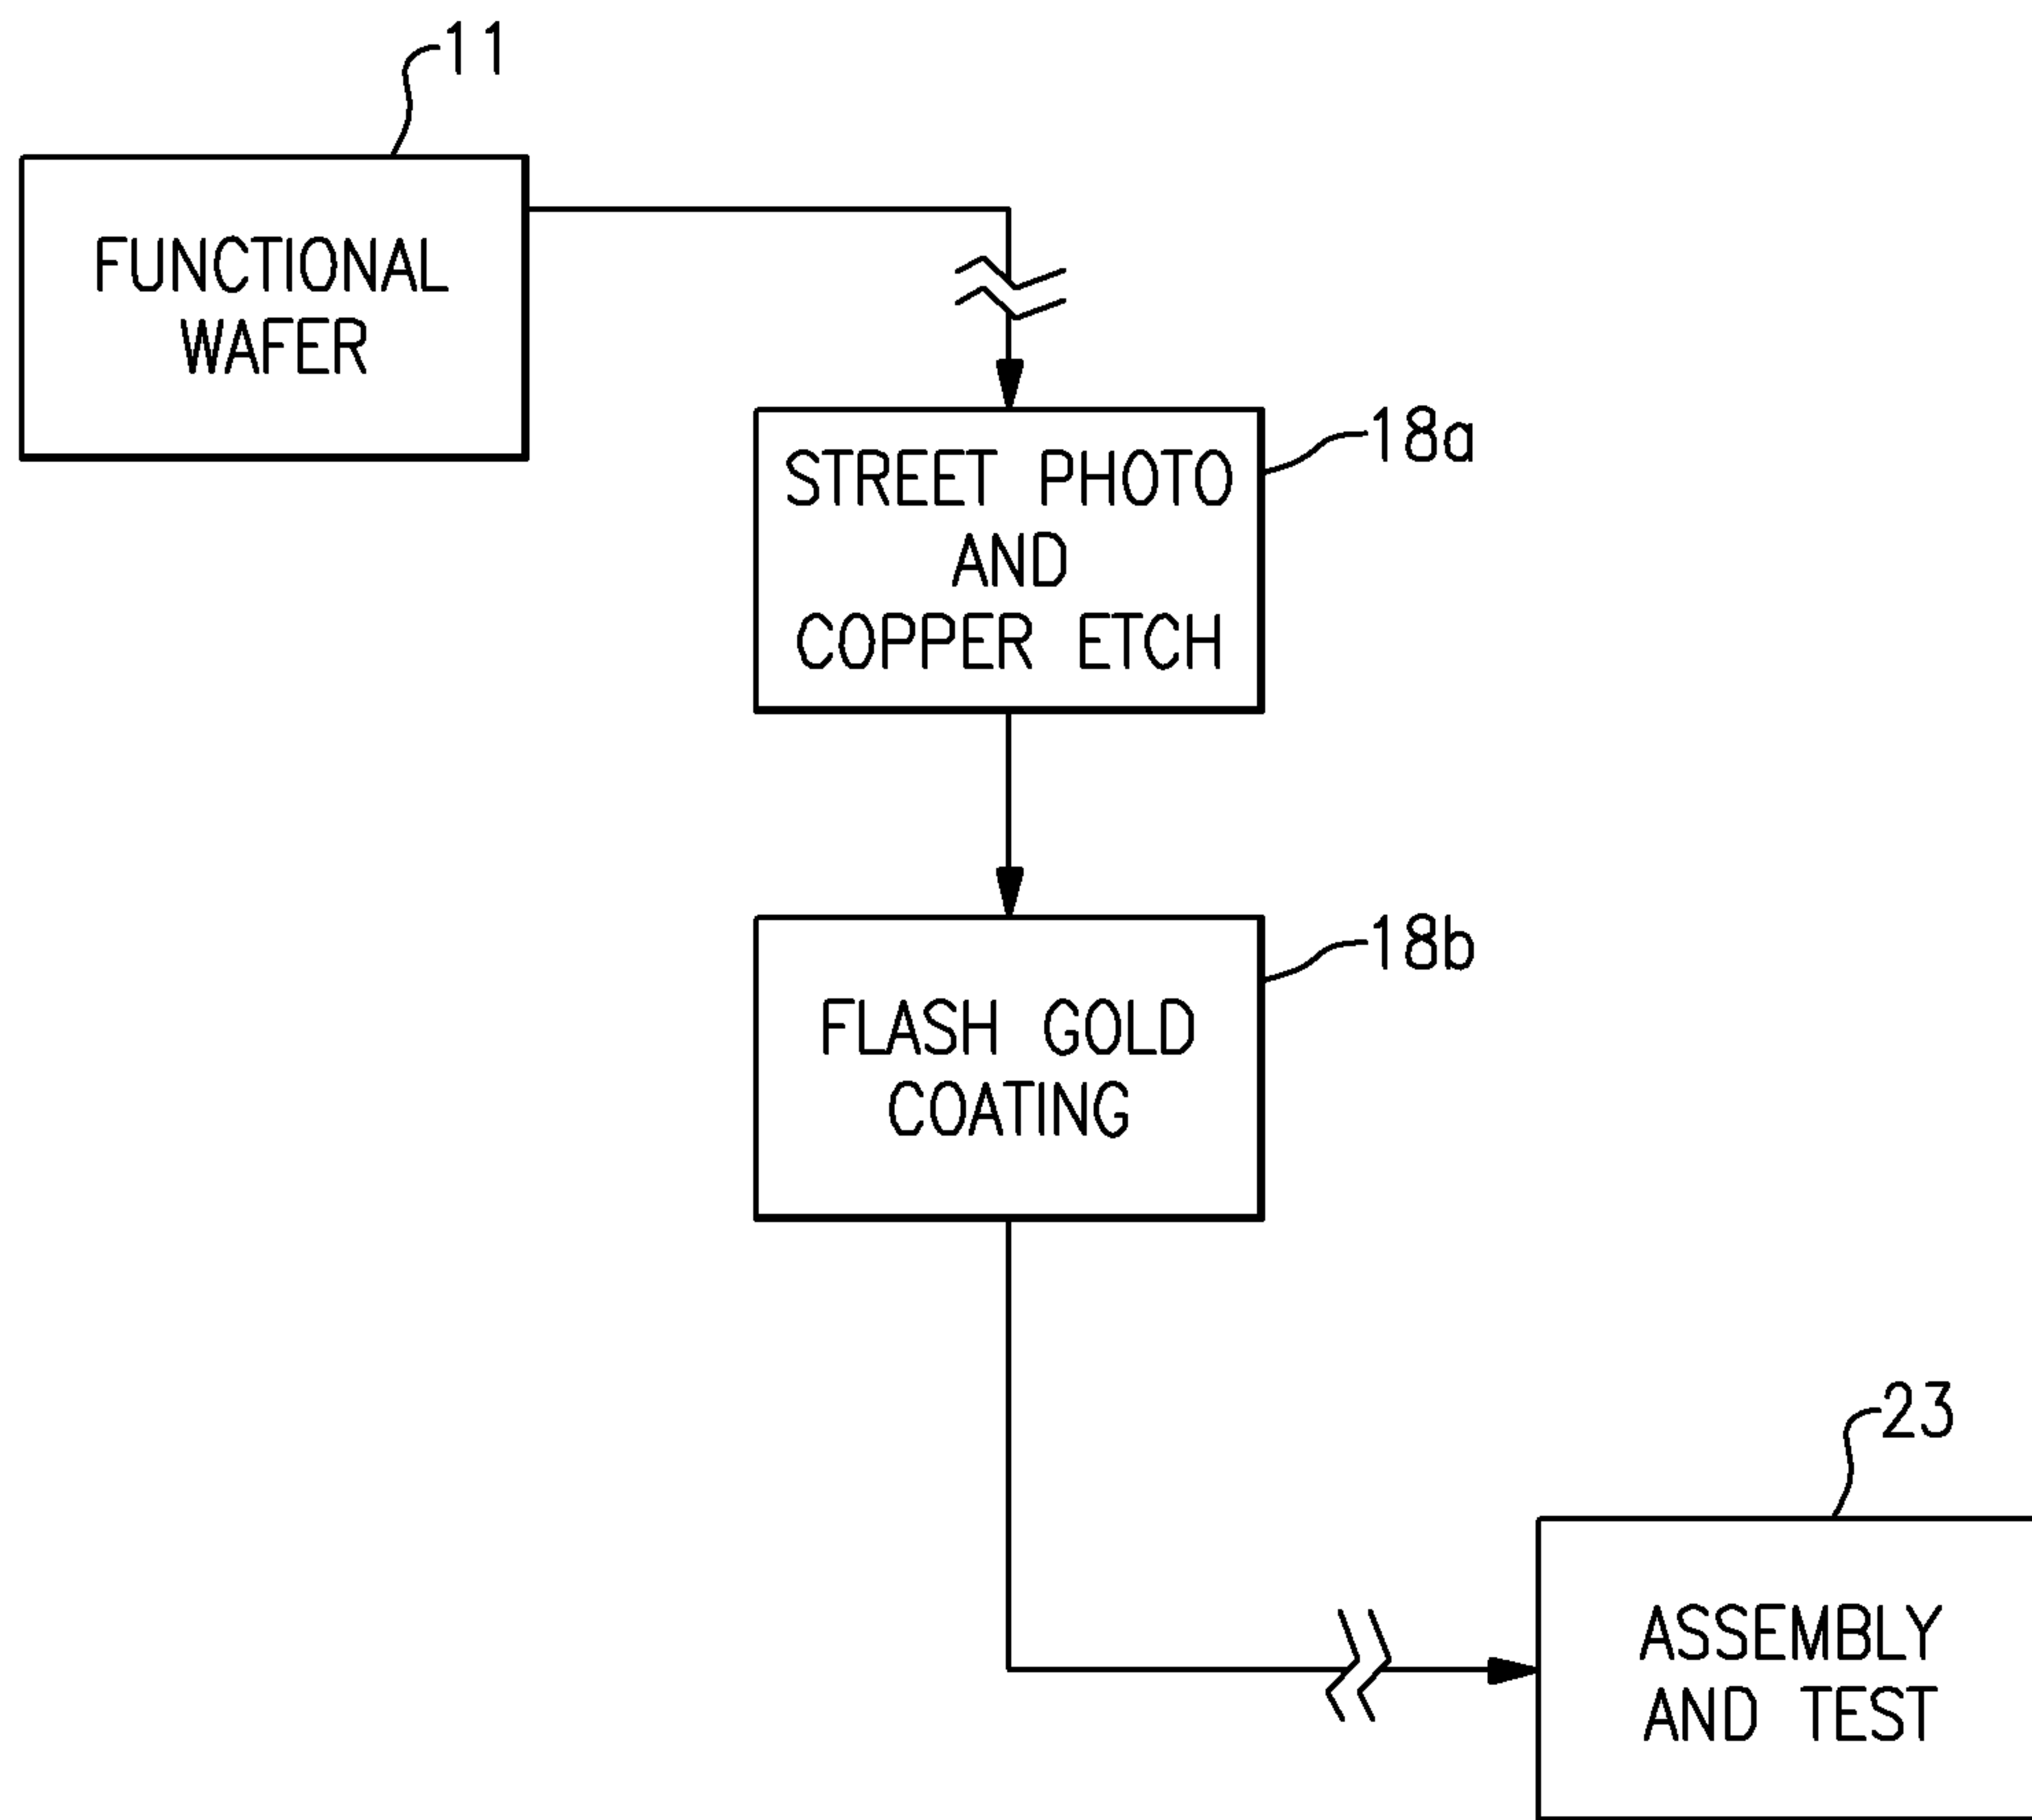 11
FUNCTIONAL
WAFER
18a
STREET PHOTO
AND
COPPER ETCH
18b
FLASH GOLD
COATING
23
ASSEMBLY
AND TEST